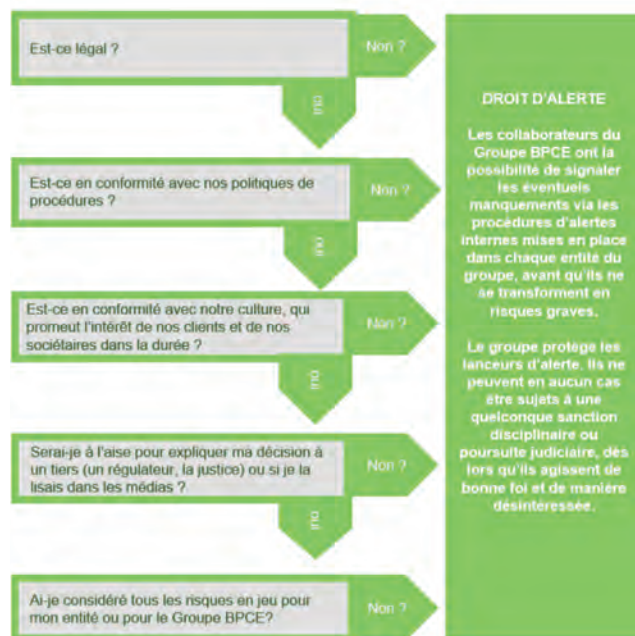 Est-ce légal ?
Non ?
oui
Est-ce en conformité avec nos politiques de
procédures ?
Non ?
oui
Est-ce en conformité avec notre culture, qui
promeut l'intérêt de nos clients et de nos
sociétaires dans la durée ?
Non ?
oui
Serai-je à l'aise pour expliquer ma décision à
un tiers (un régulateur, la justice) ou si je la
lisais dans les médias ?
Non ?
oui
Ai-je considéré tous les risques en jeu pour
mon entité ou pour le Groupe BPCE?
Non ?
DROIT D'ALERTE
Les collaborateurs du
Groupe BPCE ont la
possibilité de signaler
les éventuels
manquements via les
procédures d'alertes
internes mises en place
dans chaque entité du
groupe, avant qu'ils ne
se transforment en
risques graves.
Le groupe protège les
lanceurs d'alerte. Ils ne
peuvent en aucun cas
être sujets à une
quelconque sanction
disciplinaire ou
poursuite judiciaire, dès
lors qu'ils agissent de
bonne foi et de manière
désintéressée.